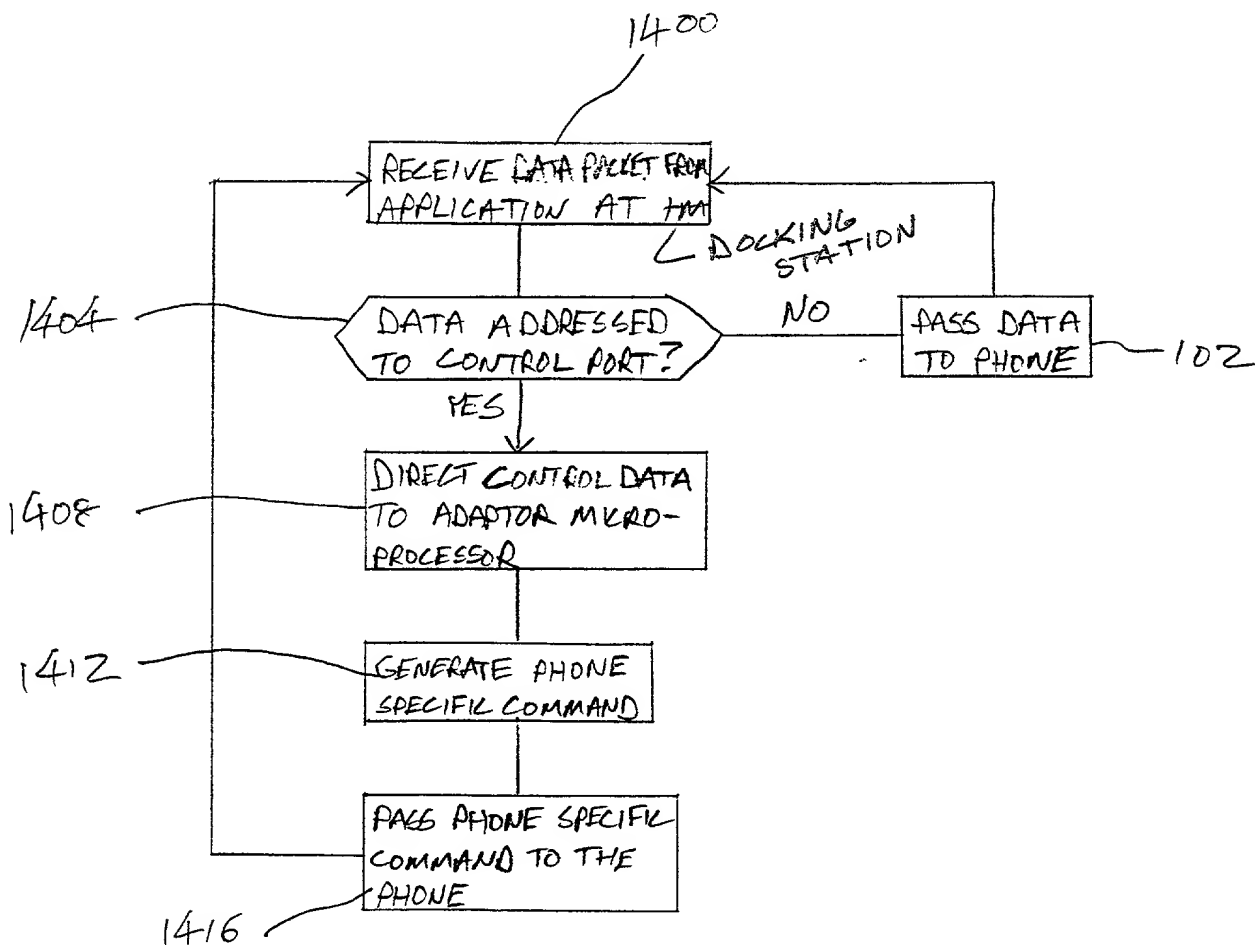 1400
RECEIVE DATA PACKET FROM
APPLICATION AT
DOCKING
STATION
1404
DATA ADDRESSED
TO CONTROL PORT?
NO
PASS DATA
TO PHONE
102
YES
1408
DIRECT CONTROL DATA
TO ADAPTOR MICRO-
PROCESSOR
1412
GENERATE PHONE
SPECIFIC COMMAND
PASS PHONE SPECIFIC
COMMAND TO THE
PHONE
1416